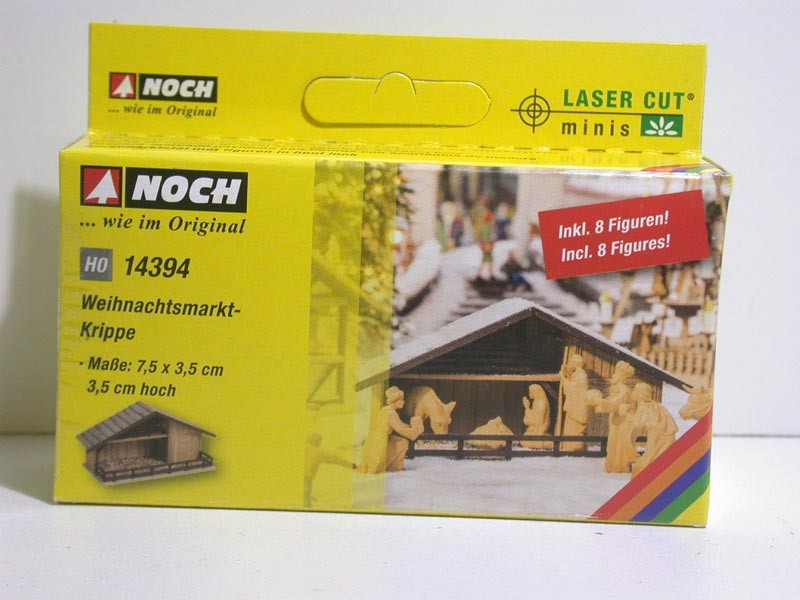 NOCH
... wie im Original
LASER CUT®
minis
NOCH
... wie im Original
H0 14394
Weihnachtsmarkt-
Krippe
· Maße: 7,5 x 3,5 cm
3,5 cm hoch
Inkl. 8 Figuren!
Incl. 8 Figures!